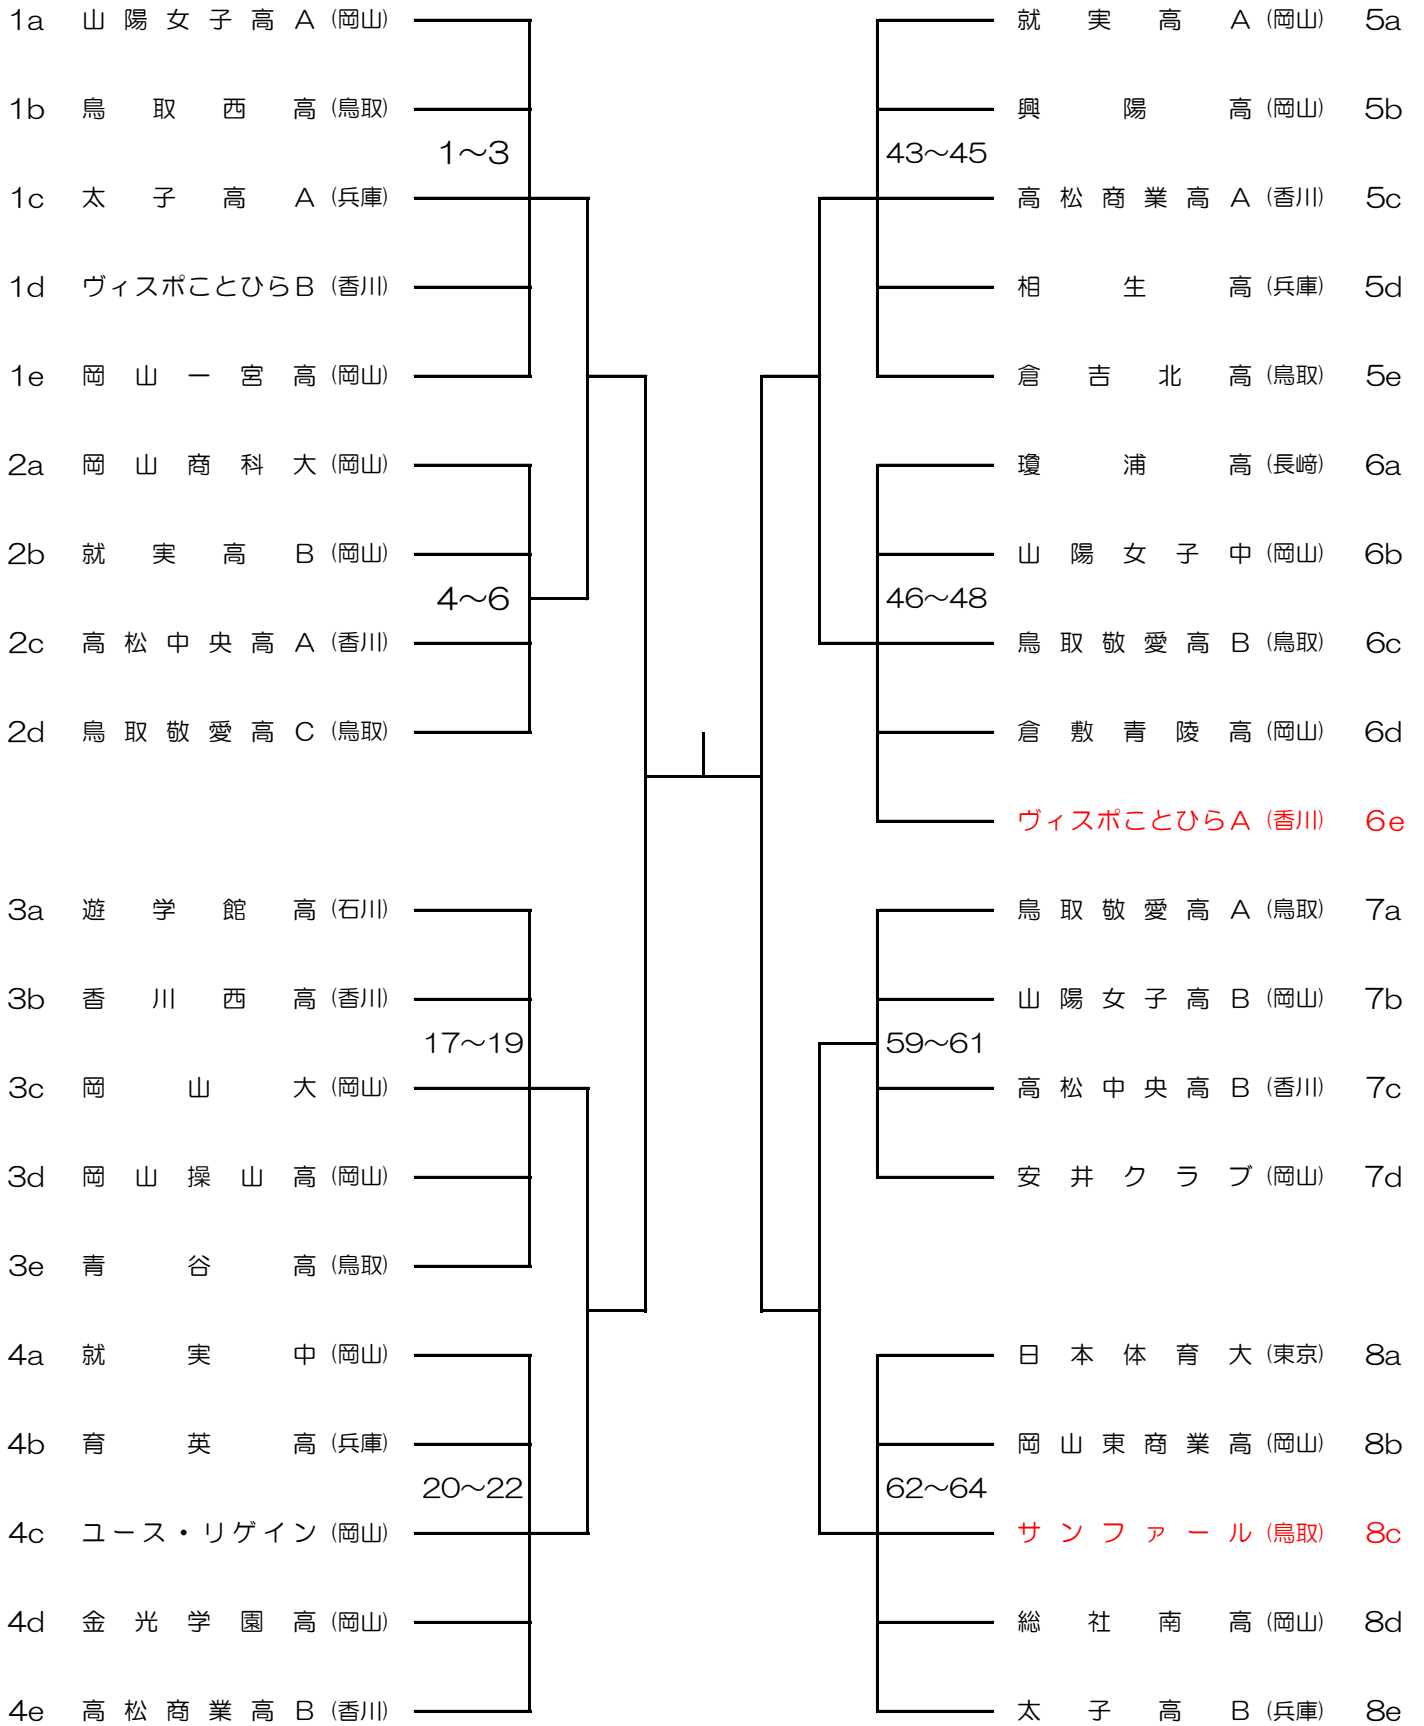 1a 山陽女子高A (岡山)
1b 鳥取西高 (鳥取)
1～3
1c 太子高A (兵庫)
1d ヴィスポことひらB (香川)
1e 岡山一宮高 (岡山)
2a 岡山商科大 (岡山)
2b 就実高B (岡山)
4～6
2c 高松中央高A (香川)
2d 鳥取敬愛高C (鳥取)
3a 遊学館高 (石川)
3b 香川西高 (香川)
17～19
3c 岡山大 (岡山)
3d 岡山操山高 (岡山)
3e 青谷高 (鳥取)
4a 就実中 (岡山)
4b 育英高 (兵庫)
20～22
4c ユース・リゲイン (岡山)
4d 金光学園高 (岡山)
4e 高松商業高B (香川)
就実高A (岡山) 5a
興陽高 (岡山) 5b
43～45
高松商業高A (香川) 5c
相生高 (兵庫) 5d
倉吉北高 (鳥取) 5e
瓊浦高 (長崎) 6a
山陽女子中 (岡山) 6b
46～48
鳥取敬愛高B (鳥取) 6c
倉敷青陵高 (岡山) 6d
ヴィスポことひらA (香川) 6e
鳥取敬愛高A (鳥取) 7a
山陽女子高B (岡山) 7b
59～61
高松中央高B (香川) 7c
安井クラブ (岡山) 7d
日本体育大 (東京) 8a
岡山東商業高 (岡山) 8b
62～64
サンファール (鳥取) 8c
総社南高 (岡山) 8d
太子高B (兵庫) 8e